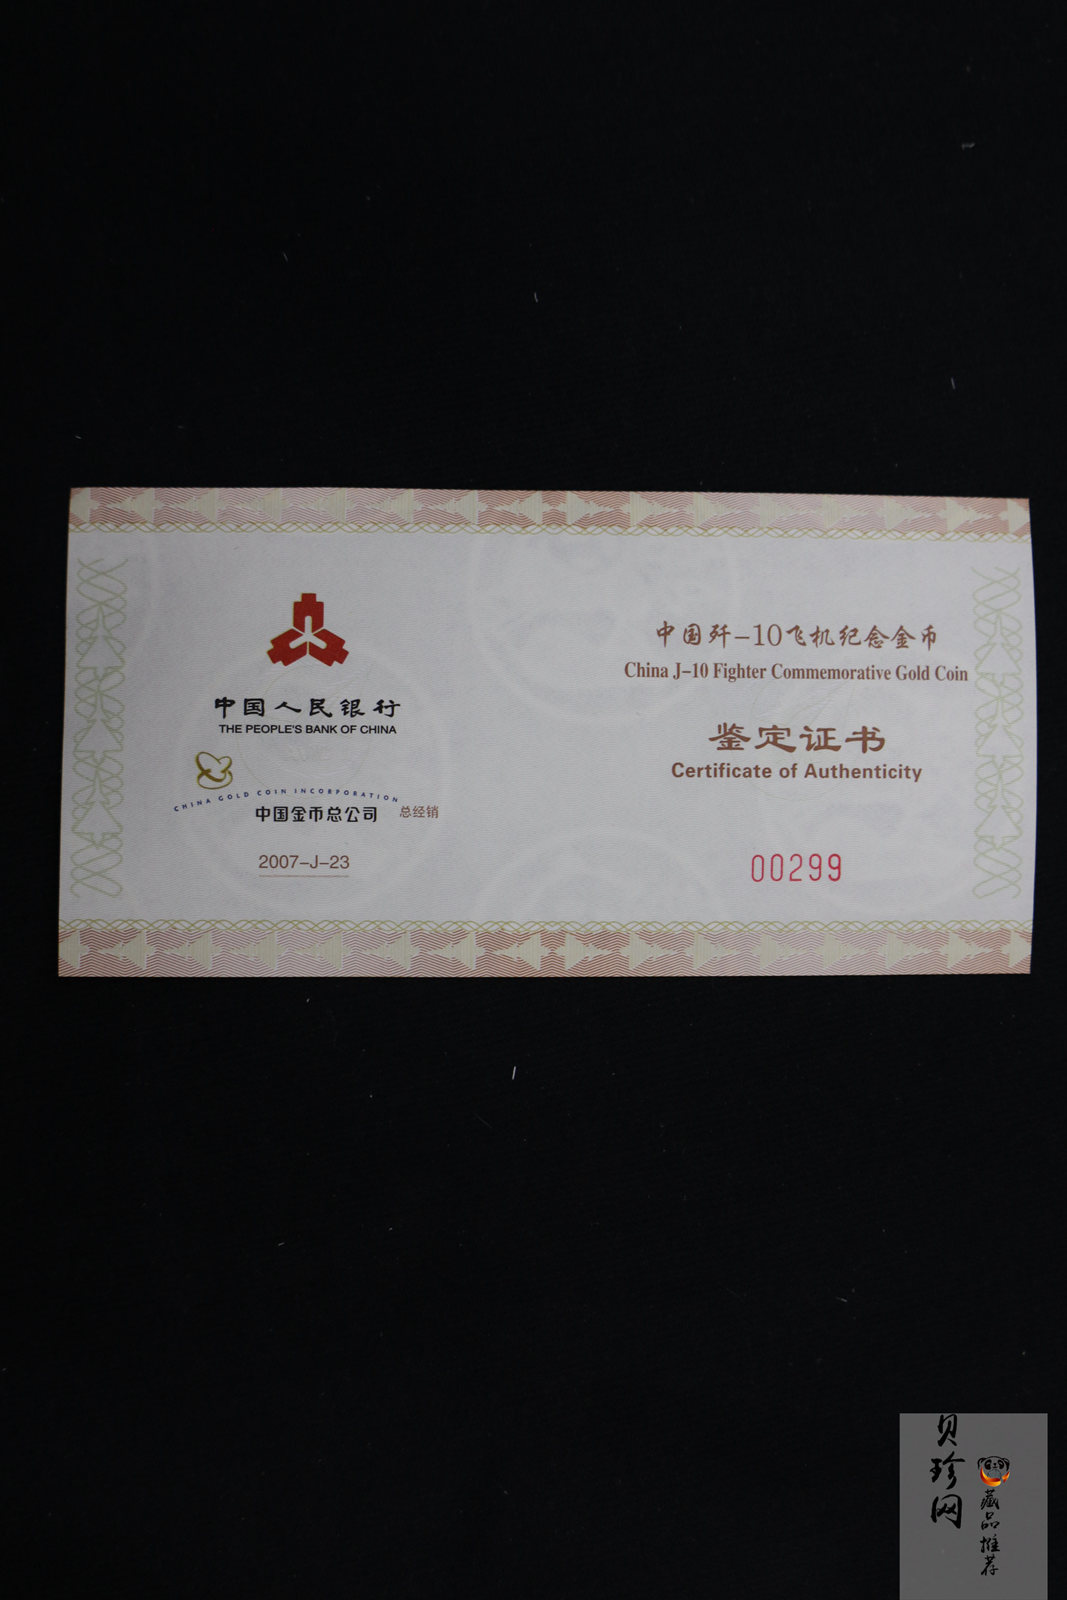 中国人民银行
THE PEOPLE'S BANK OF CHINA
CHINA GOLD COIN INCORPORATION
中国金币总公司 总经销
2007-J-23
中国歼-10飞机纪念金币
China J-10 Fighter Commemorative Gold Coin
鉴定证书
Certificate of Authenticity
00299
贝珍网
藏品推荐